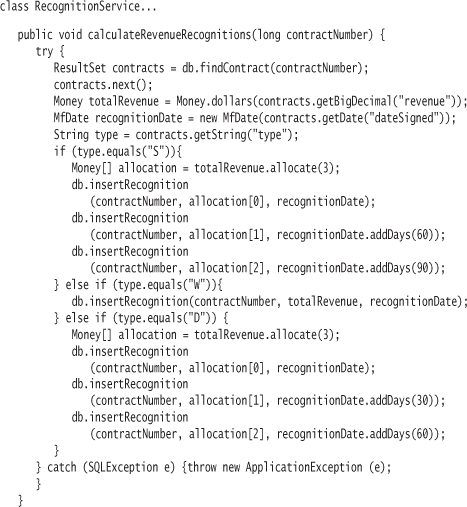 class RecognitionService...
public void calculateRevenueRecognitions(long contractNumber) {
try {
ResultSet contracts = db.findContract(contractNumber);
contracts.next();
Money totalRevenue = Money.dollars(contracts.getBigDecimal("revenue"));
MfDate recognitionDate = new MfDate(contracts.getDate("dateSigned"));
String type = contracts.getString("type");
if (type.equals("S")){
Money[] allocation = totalRevenue.allocate(3);
db.insertRecognition
(contractNumber, allocation[0], recognitionDate);
db.insertRecognition
(contractNumber, allocation[1], recognitionDate.addDays(60));
db.insertRecognition
(contractNumber, allocation[2], recognitionDate.addDays(90));
} else if (type.equals("W")){
db.insertRecognition(contractNumber, totalRevenue, recognitionDate);
} else if (type.equals("D")) {
Money[] allocation = totalRevenue.allocate(3);
db.insertRecognition
(contractNumber, allocation[0], recognitionDate);
db.insertRecognition
(contractNumber, allocation[1], recognitionDate.addDays(30));
db.insertRecognition
(contractNumber, allocation[2], recognitionDate.addDays(60));
}
} catch (SQLException e) {throw new ApplicationException (e);
}
}